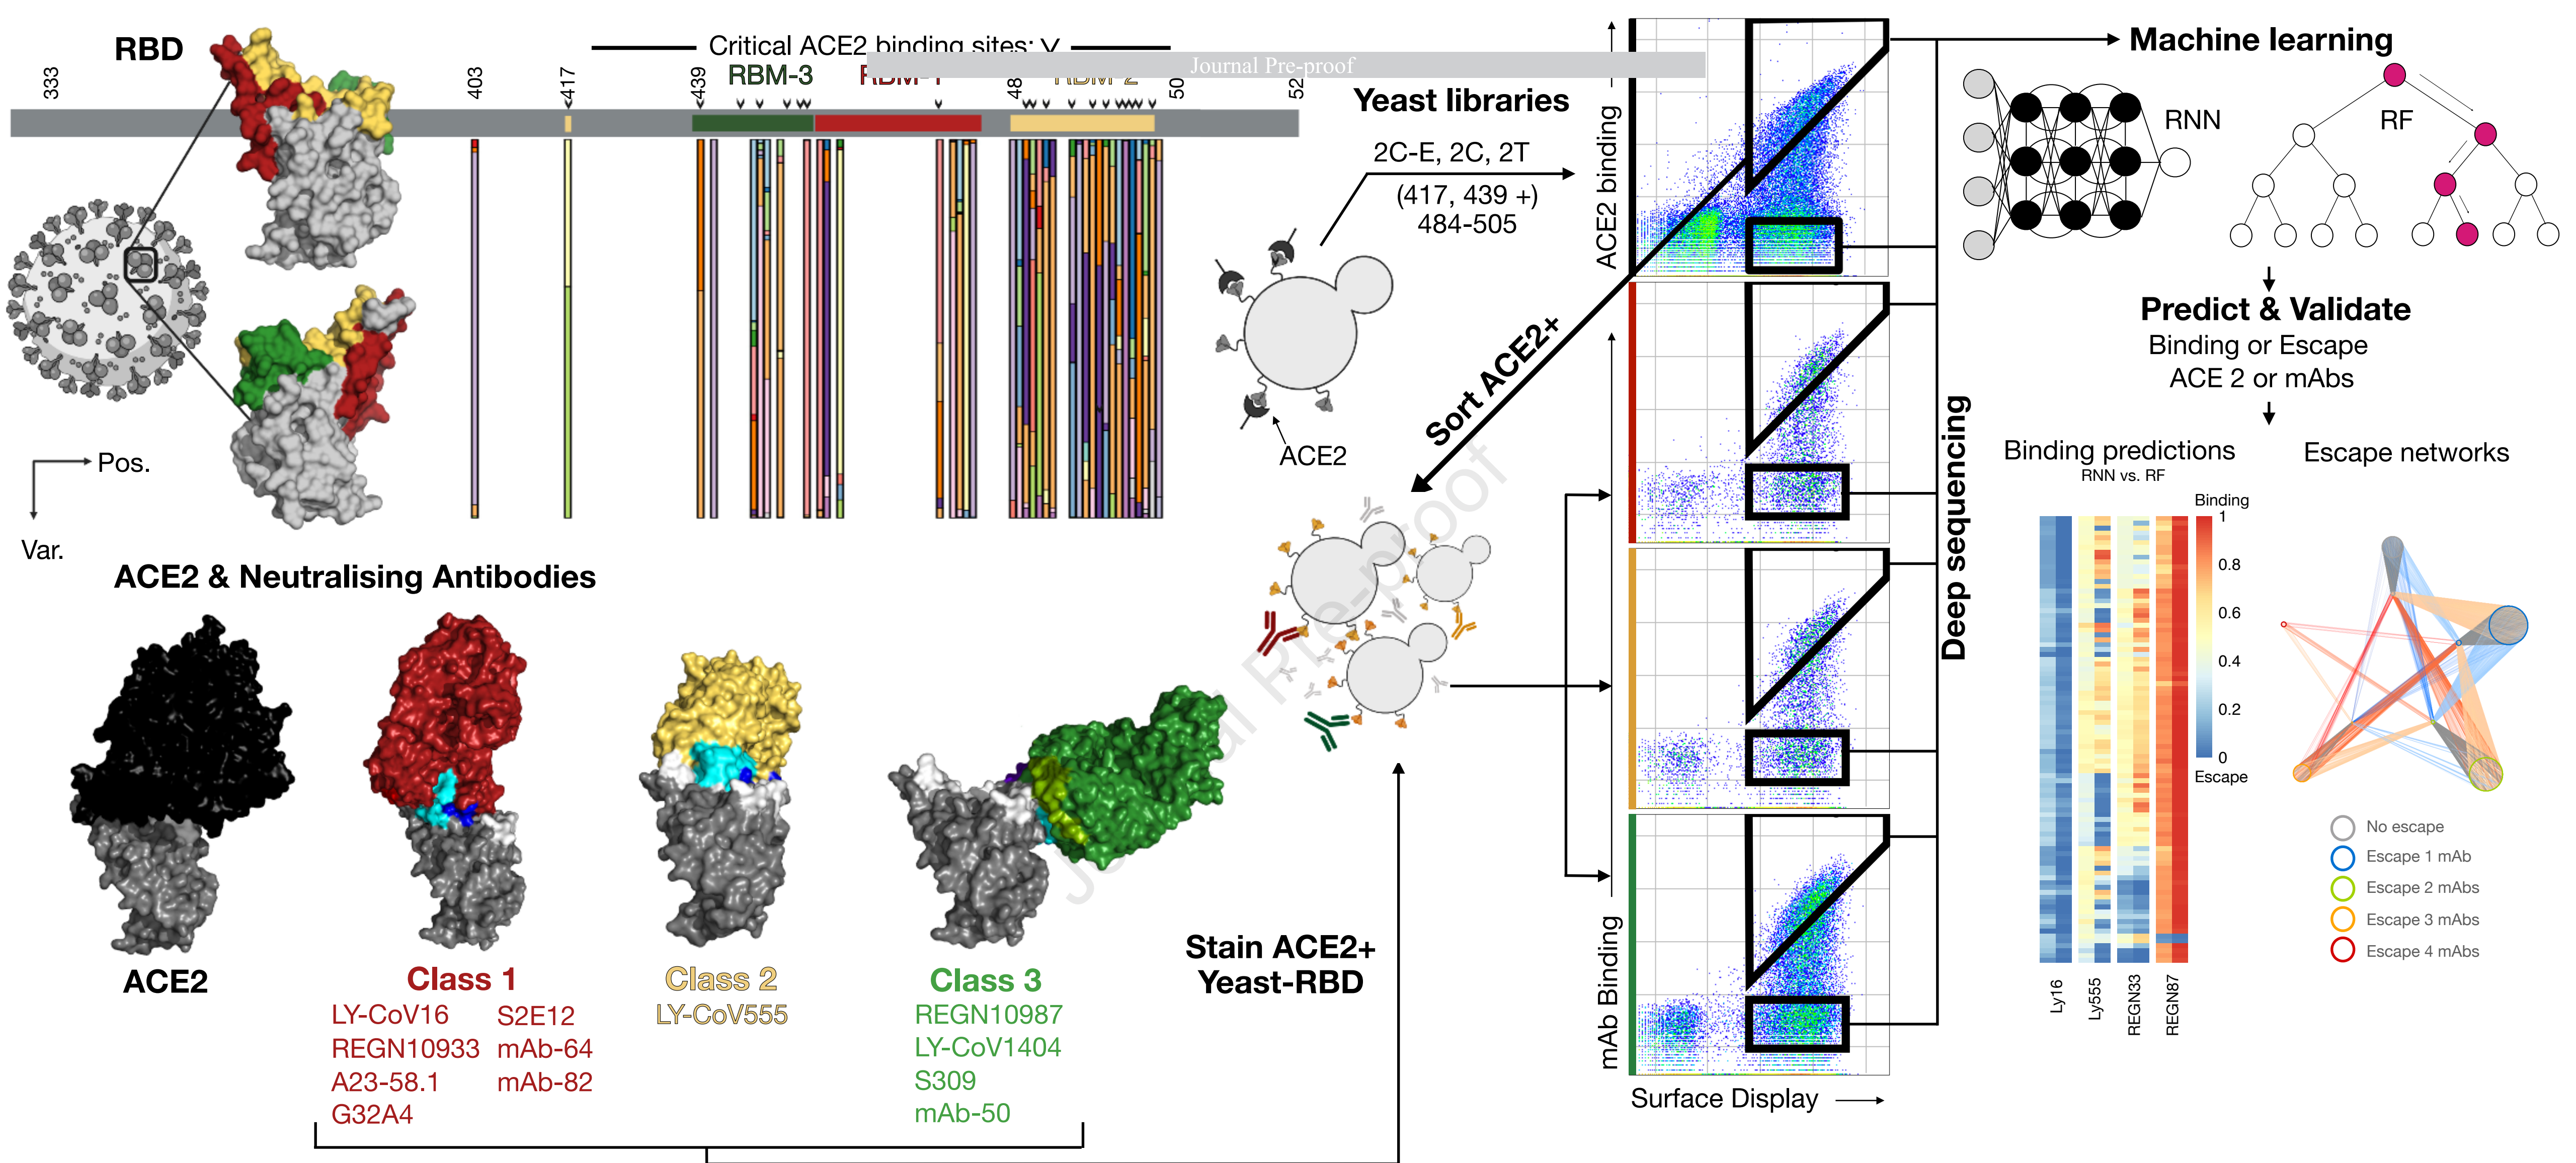 RBD
Critical ACE2 binding sites:
Journal Pre-proof
RBM-3
RBM-1
RBM-2
333
403
417
439
48
50
52
Pos.
Var.
Yeast libraries
2C-E, 2C, 2T
(417, 439 +)
484-505
ACE2
Sort ACE2+
ACE2 binding
mAb Binding
Surface Display
Deep sequencing
Machine learning
RNN
RF
Predict & Validate
Binding or Escape
ACE 2 or mAbs
Binding predictions
RNN vs. RF
Binding
1
0.8
0.6
0.4
0.2
0
Escape
Ly16
Ly555
REGN33
REGN87
Escape networks
No escape
Escape 1 mAb
Escape 2 mAbs
Escape 3 mAbs
Escape 4 mAbs
ACE2 & Neutralising Antibodies
ACE2
Class 1
LY-CoV16
REGN10933
A23-58.1
G32A4
S2E12
mAb-64
mAb-82
Class 2
LY-CoV555
Class 3
REGN10987
LY-CoV1404
S309
mAb-50
Stain ACE2+
Yeast-RBD
Journal Pre-proof